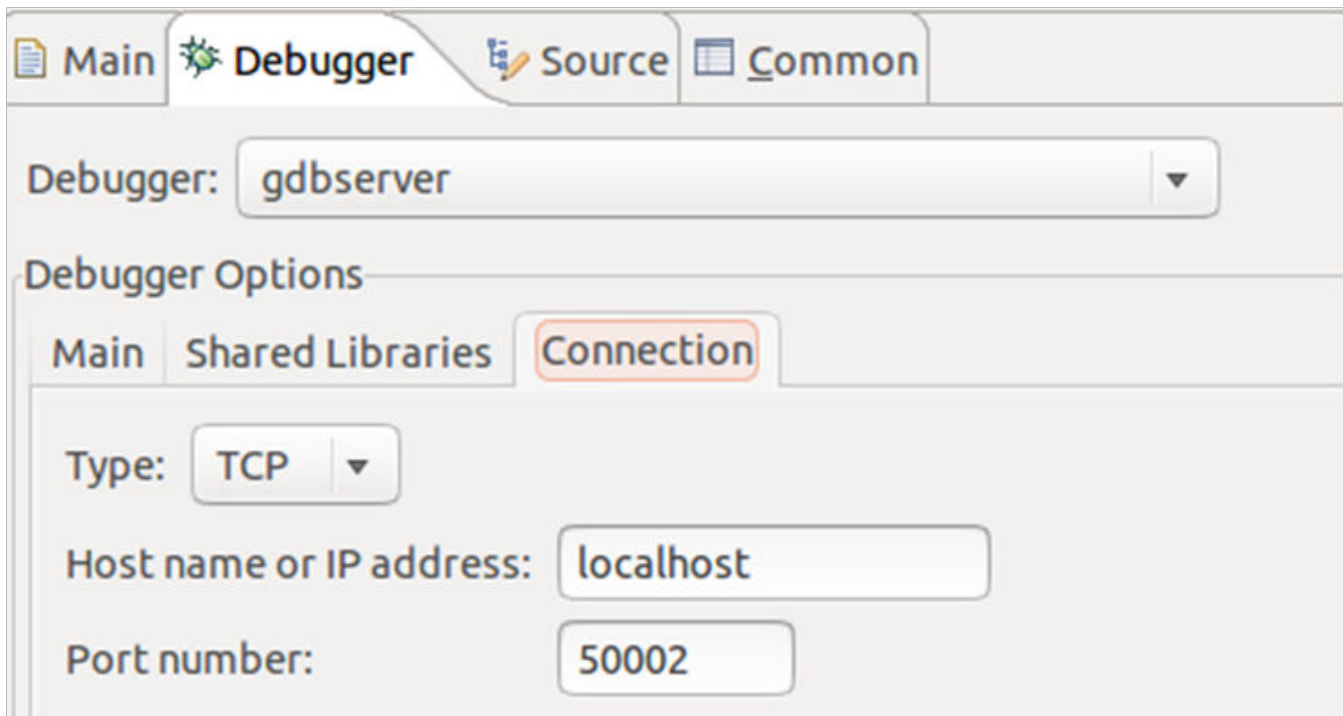 Main Debugger Source Common
Debugger: gdbserver
Debugger Options
Main Shared Libraries Connection
Type: TCP
Host name or IP address: localhost
Port number: 50002